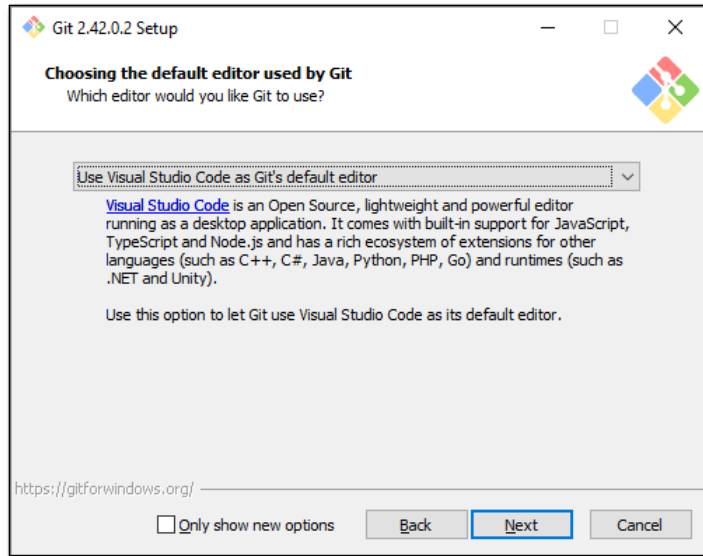 Git 2.42.0.2 Setup
Choosing the default editor used by Git
Which editor would you like Git to use?
Use Visual Studio Code as Git's default editor
Visual Studio Code is an Open Source, lightweight and powerful editor
running as a desktop application. It comes with built-in support for JavaScript,
TypeScript and Node.js and has a rich ecosystem of extensions for other
languages (such as C++, C#, Java, Python, PHP, Go) and runtimes (such as
.NET and Unity).
Use this option to let Git use Visual Studio Code as its default editor.
https://gitforwindows.org/
Only show new options Back Next Cancel